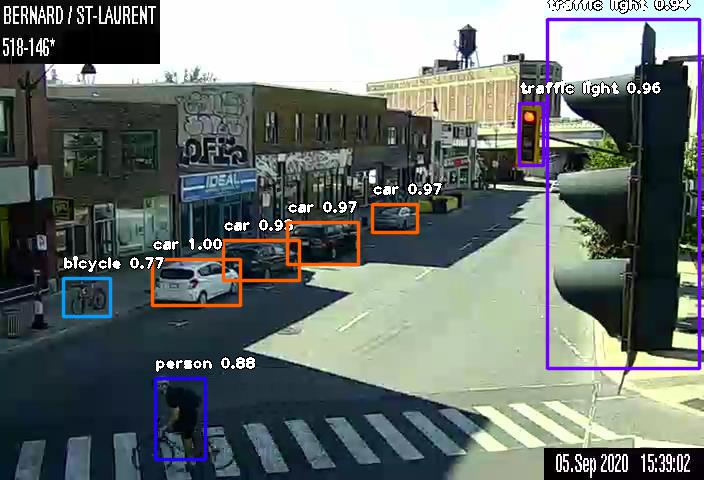 BERNARD / ST-LAURENT
518-146*
traffic light 0.94
traffic light 0.96
car 0.97
car 0.97
car 0.95
car 1.00
bicycle 0.77
IDEAL
person 0.88
05.Sep 2020 15:39:02